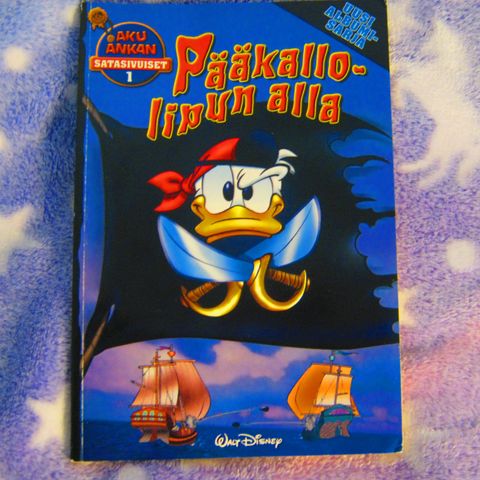 AKU
ANKAN
SATASIVUISET
1
UUSI
ALBUMI-
SARJA
Pääkallo-
lipun alla
WALT DISNEY